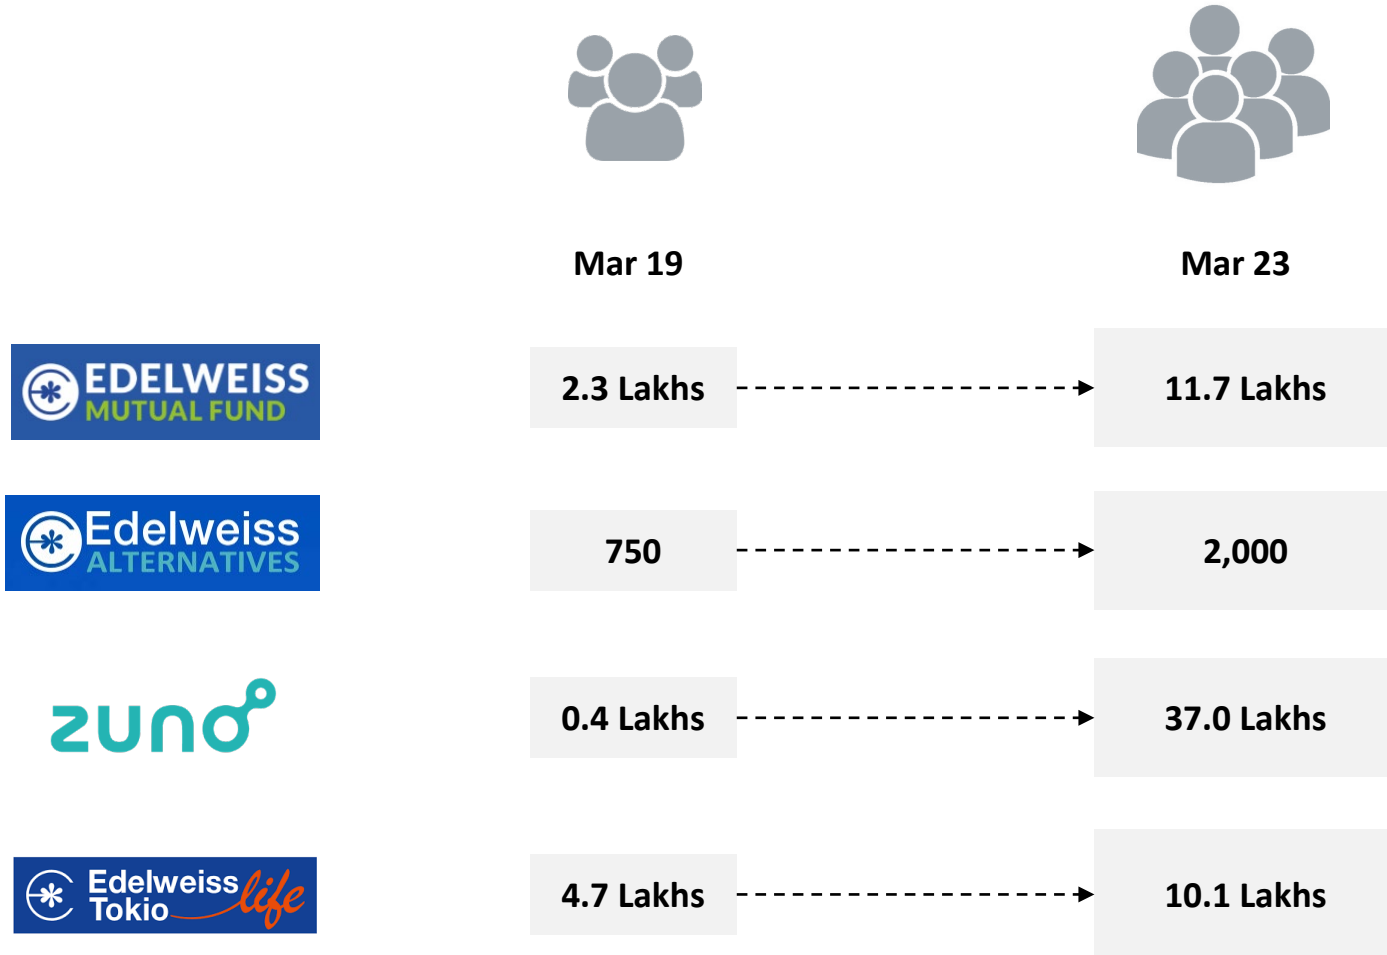 Mar 19
Mar 23
EDELWEISS
MUTUAL FUND
2.3 Lakhs
11.7 Lakhs
Edelweiss
ALTERNATIVES
750
2,000
zuno
0.4 Lakhs
37.0 Lakhs
Edelweiss
Tokio life
4.7 Lakhs
10.1 Lakhs